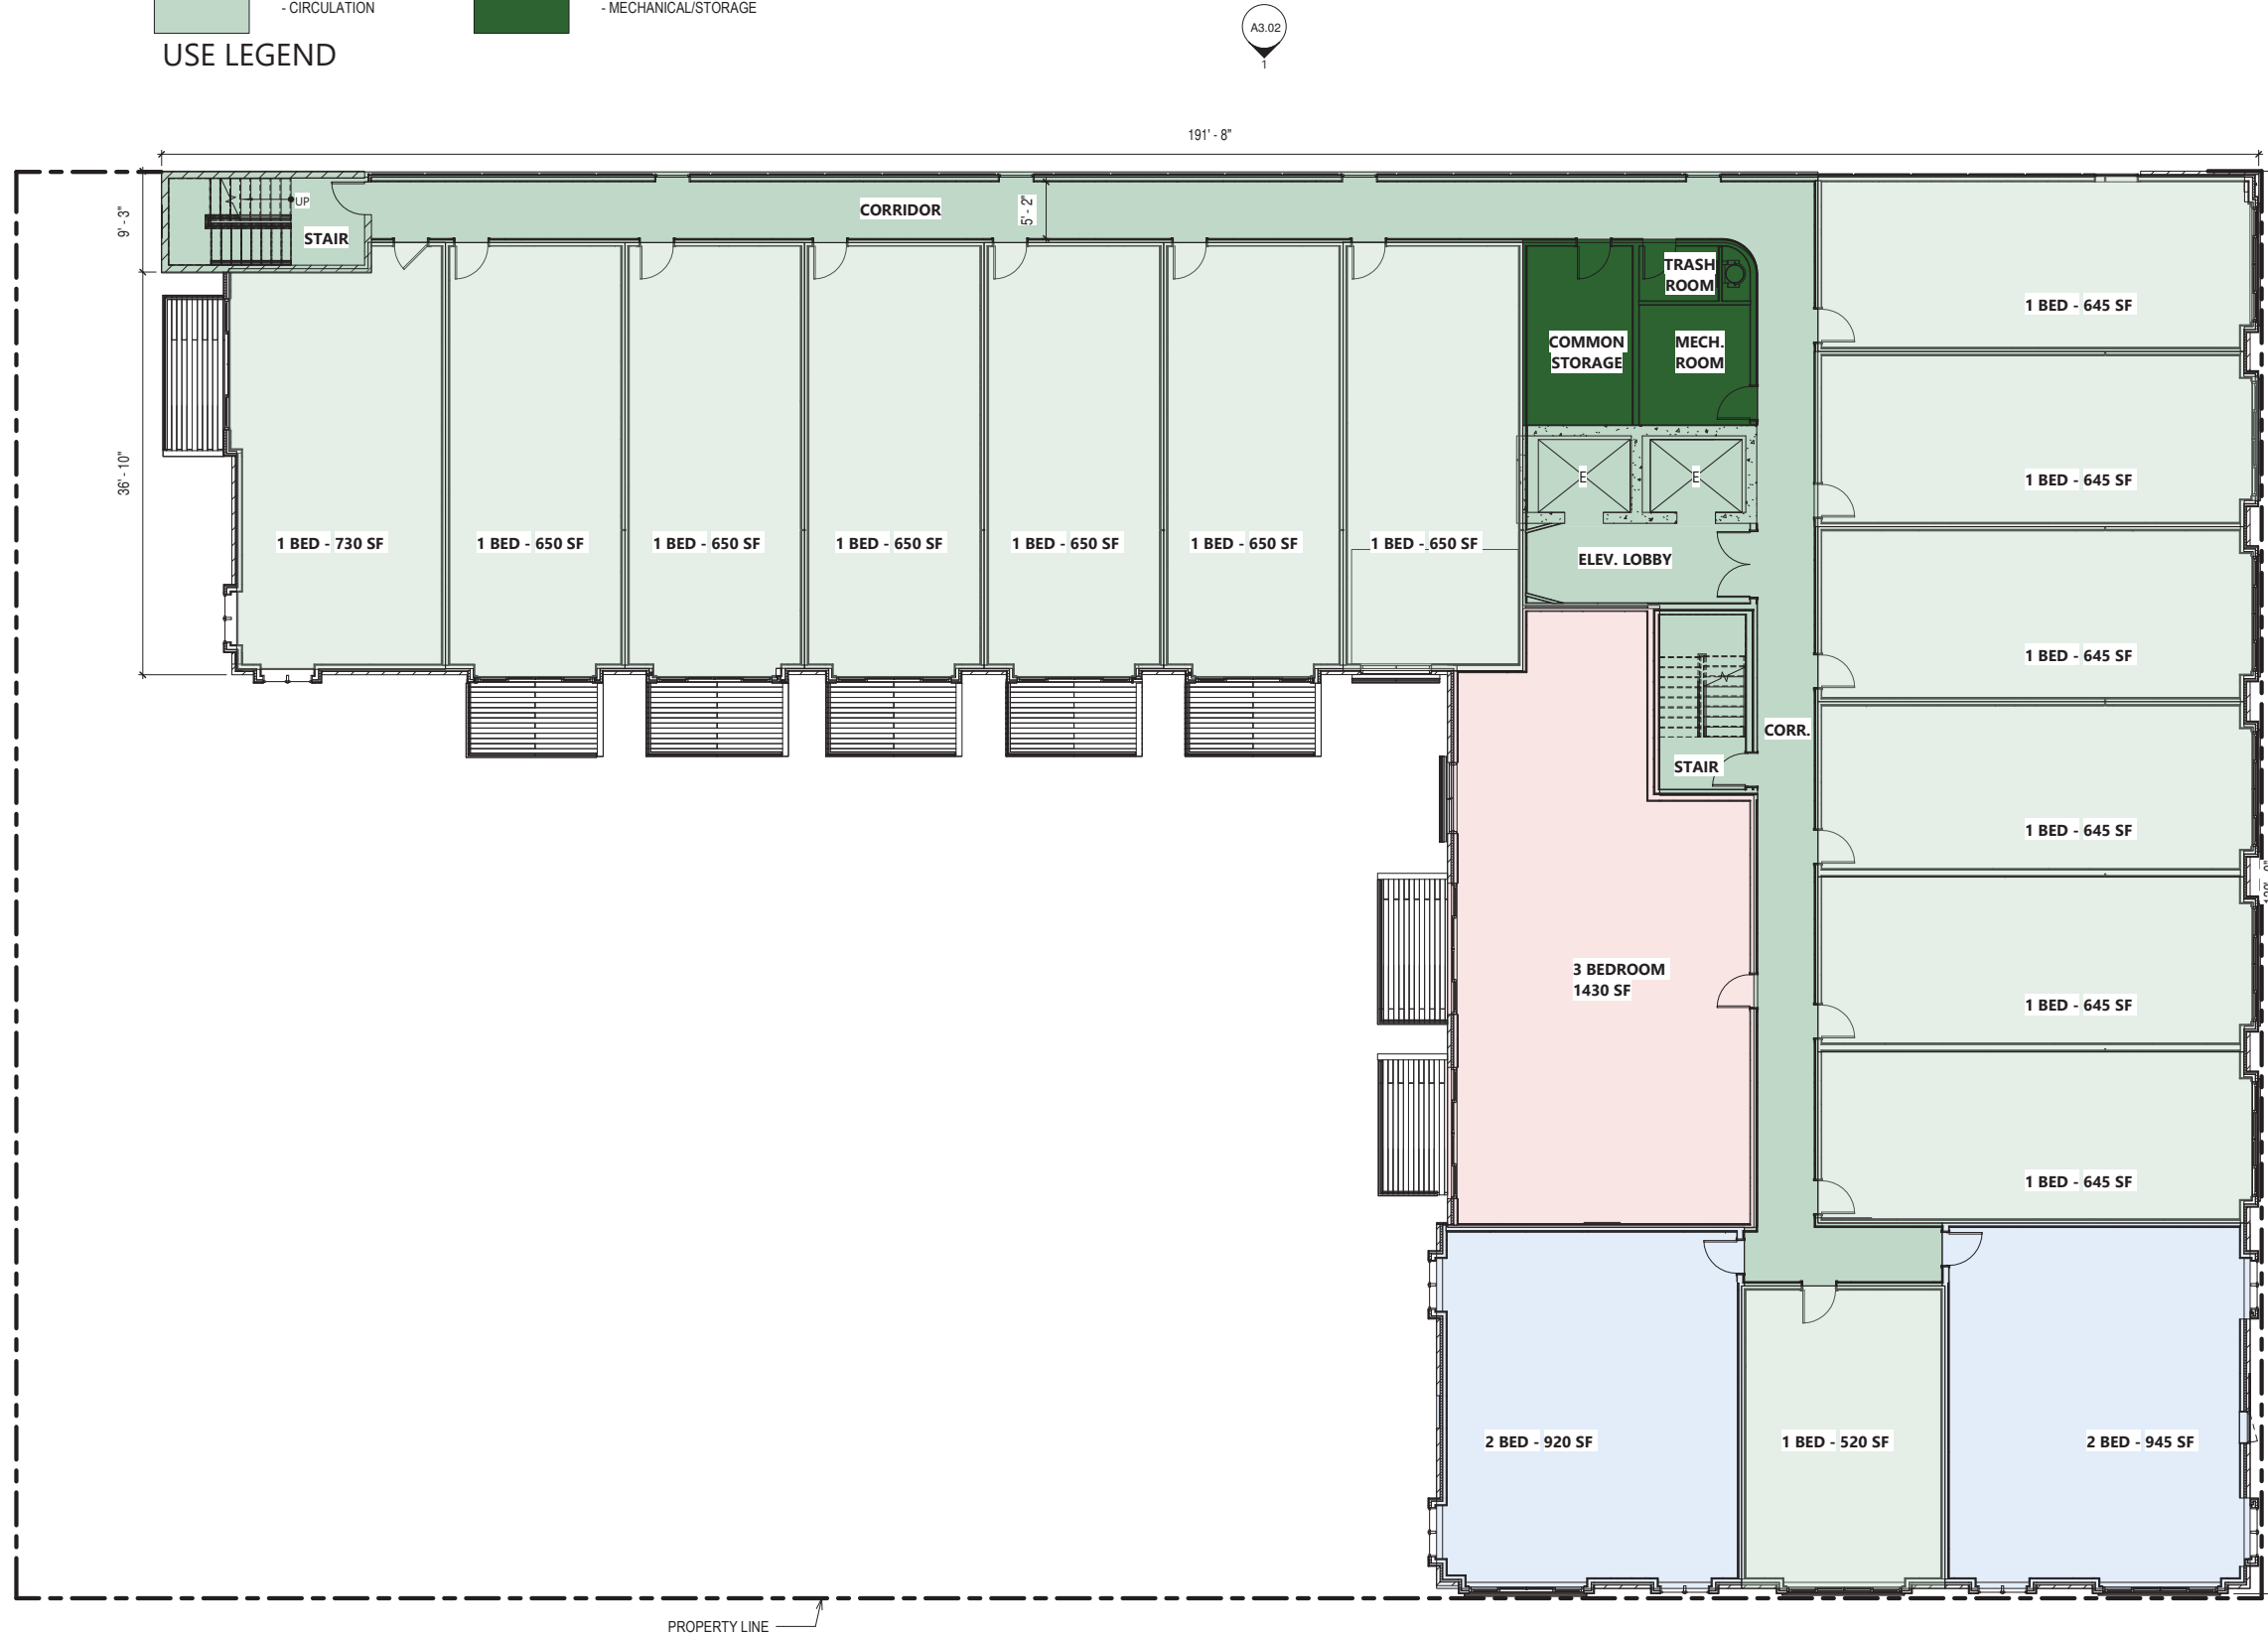 - CIRCULATION
- MECHANICAL/STORAGE
USE LEGEND
A3.02
1
191' - 8"
9' - 3"
UP
STAIR
CORRIDOR
5' - 2"
TRASH
ROOM
1 BED - 645 SF
COMMON
STORAGE
MECH.
ROOM
36' - 10"
E
E
1 BED - 645 SF
1 BED - 730 SF
1 BED - 650 SF
1 BED - 650 SF
1 BED - 650 SF
1 BED - 650 SF
1 BED - 650 SF
1 BED - 650 SF
ELEV. LOBBY
1 BED - 645 SF
CORR.
STAIR
1 BED - 645 SF
3 BEDROOM
1430 SF
1 BED - 645 SF
1 BED - 645 SF
2 BED - 920 SF
1 BED - 520 SF
2 BED - 945 SF
PROPERTY LINE